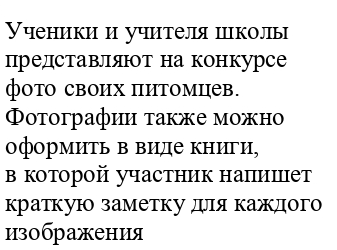 Ученики и учителя школы
представляют на конкурсе
фото своих питомцев.
Фотографии также можно
оформить в виде книги,
в которой участник напишет
краткую заметку для каждого
изображения